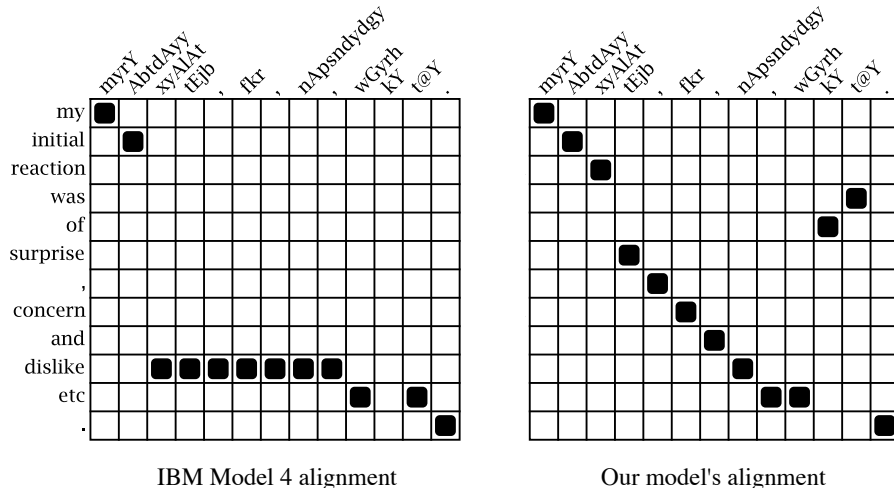 myrY AbtdAyy xyAlAt tEjb , fkr , nApsndydgy , wGyrh kY t@Y .
my
initial
reaction
was
of
surprise
,
concern
and
dislike
etc
.
IBM Model 4 alignment
myrY AbtdAyy xyAlAt tEjb , fkr , nApsndydgy , wGyrh kY t@Y .
Our model's alignment